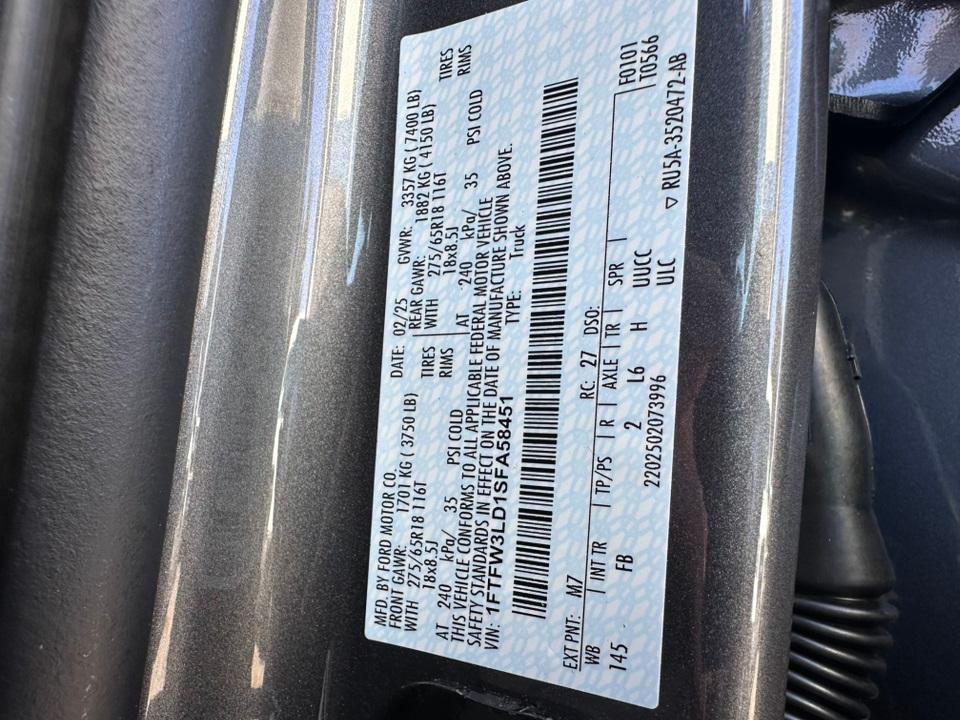 MFD. BY FORD MOTOR CO.
DATE: 02/25 GVWR: 3357 KG ( 7400 LB)
FRONT GAWR: 1701 KG ( 3750 LB) REAR GAWR: 1882 KG ( 4150 LB)
WITH 275/65R18 116T TIRES WITH 275/65R18 116T TIRES
18x8.5J RIMS 18x8.5J RIMS
AT 240 kPa/ 35 PSI COLD AT 240 kPa/ 35 PSI COLD
THIS VEHICLE CONFORMS TO ALL APPLICABLE FEDERAL MOTOR VEHICLE
SAFETY STANDARDS IN EFFECT ON THE DATE OF MANUFACTURE SHOWN ABOVE.
VIN: 1FTFW3LD1SFA58451 TYPE: Truck
EXT PNT: M7 RC: 27 DSO: F0101
WB INT TR TP/PS R AXLE TR SPR T0566
145 FB 2 L6 H UUCC
2202502073996 ULC
▽ RU5A-3520472-AB